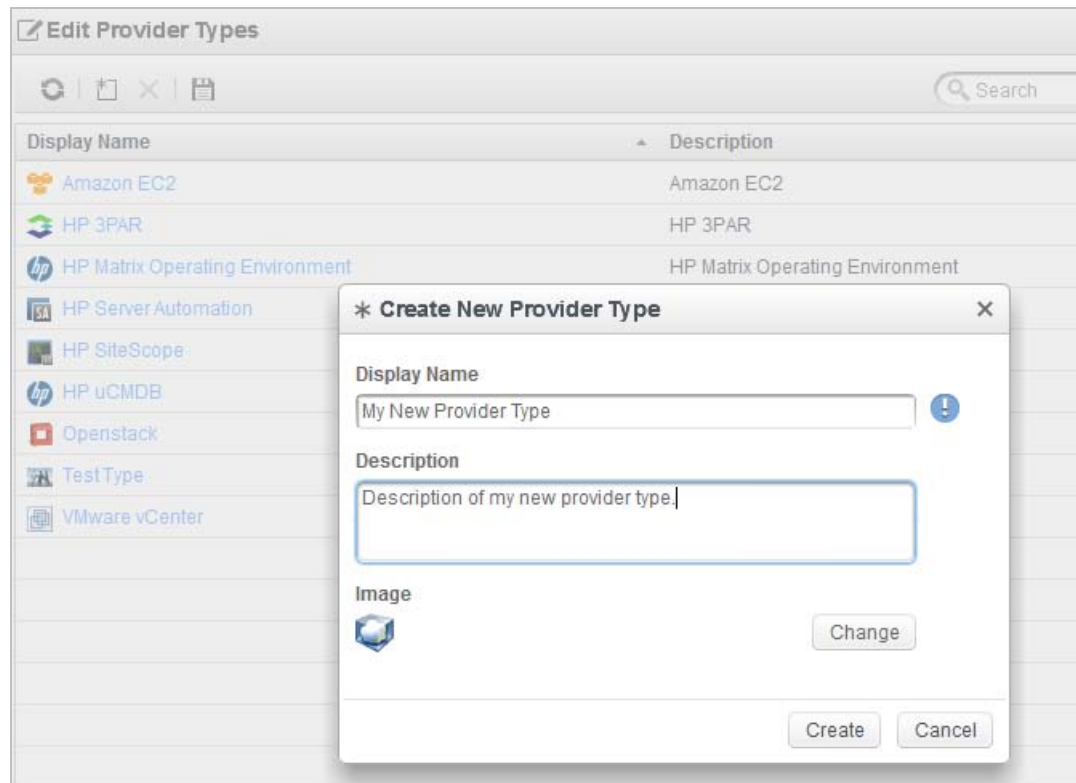 Edit Provider Types
Search
Display Name Description
Amazon EC2 Amazon EC2
HP 3PAR HP 3PAR
HP Matrix Operating Environment HP Matrix Operating Environment
HP Server Automation
HP SiteScope
HP uCMDB
Openstack
Test Type
VMware vCenter
Create New Provider Type
Display Name
My New Provider Type
Description
Description of my new provider type.
Image
Change
Create Cancel